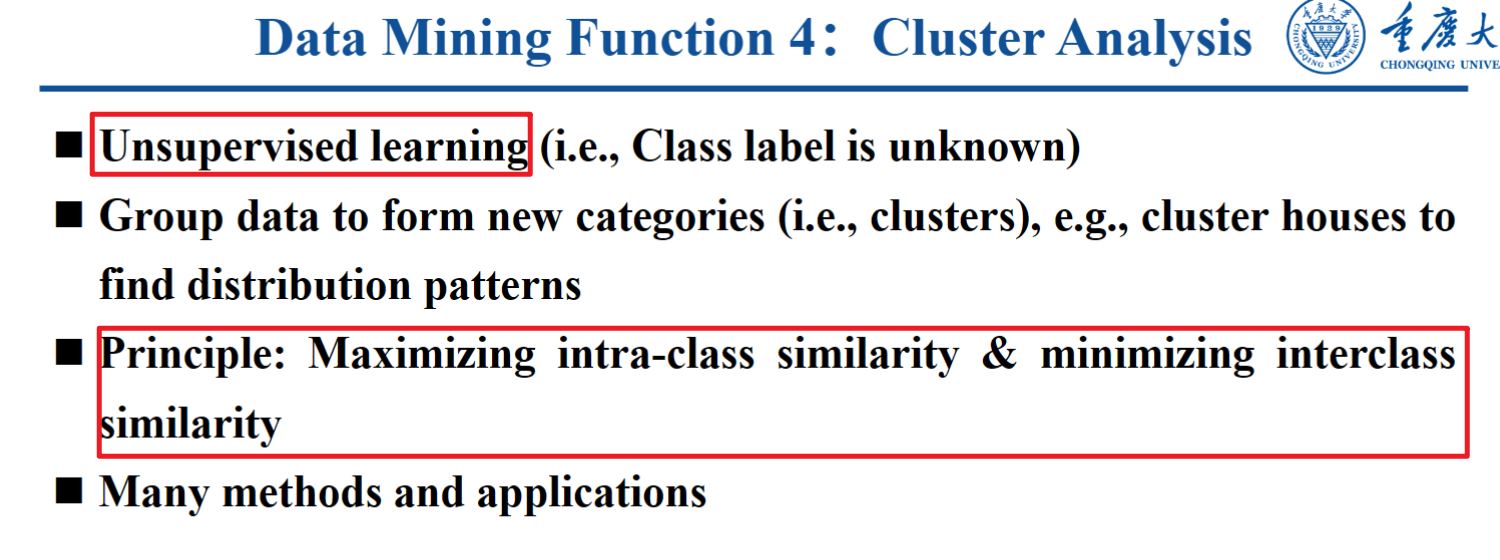 Data Mining Function 4： Cluster Analysis
重庆大
CHONGQING UNIVE
■ Unsupervised learning (i.e., Class label is unknown)
■ Group data to form new categories (i.e., clusters), e.g., cluster houses to
find distribution patterns
■ Principle: Maximizing intra-class similarity & minimizing interclass
similarity
■ Many methods and applications